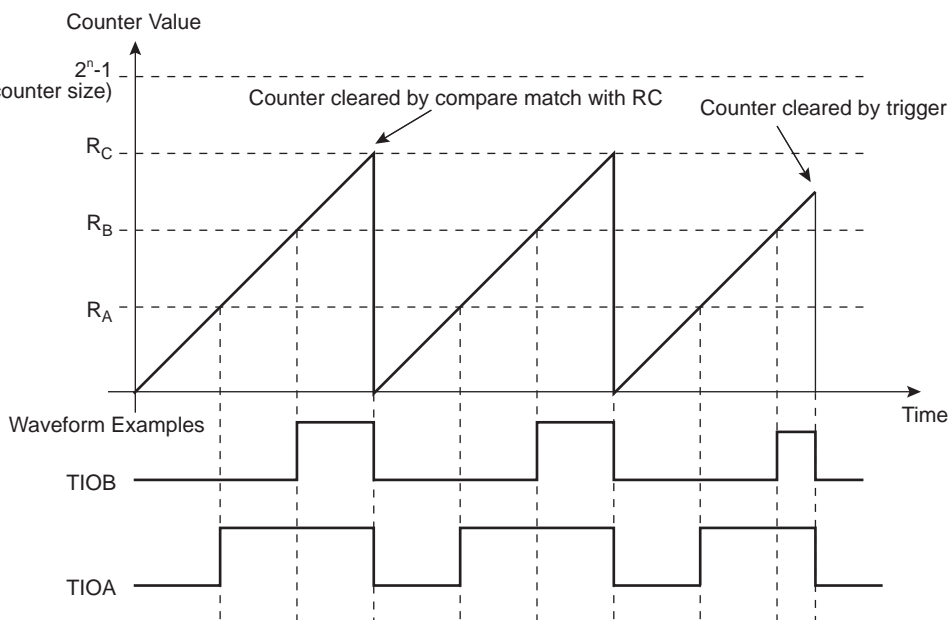 Counter Value
2ⁿ-1
counter size)
Counter cleared by compare match with RC
Counter cleared by trigger
R_C
R_B
R_A
Time
Waveform Examples
TIOB
TIOA